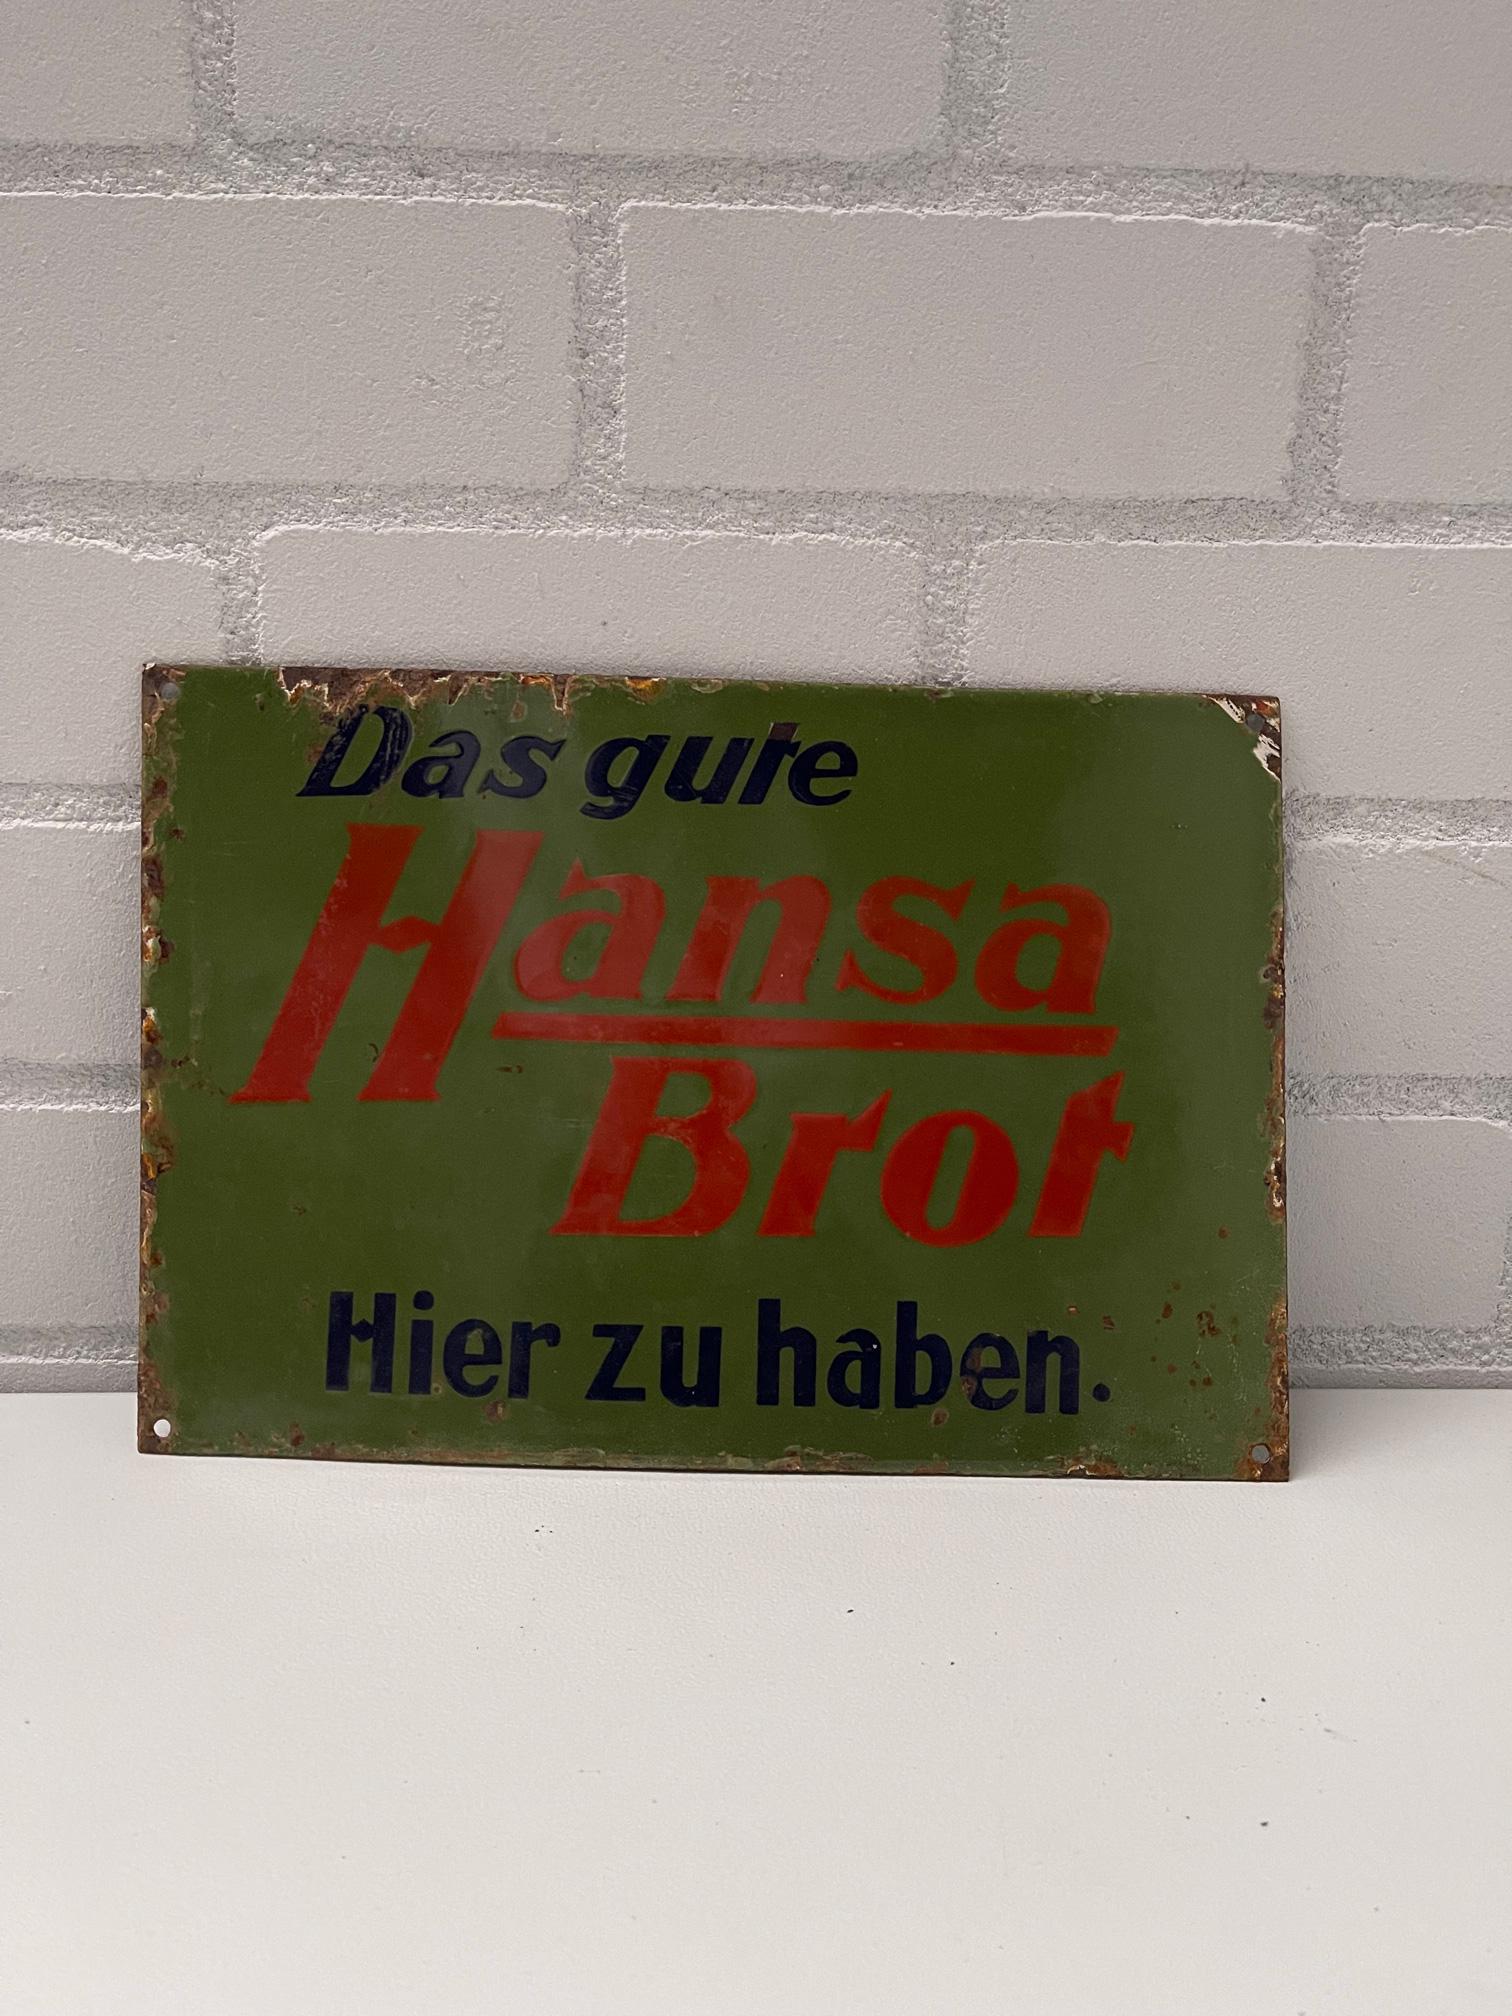 Das gute
Hansa
Brot
Hier zu haben.